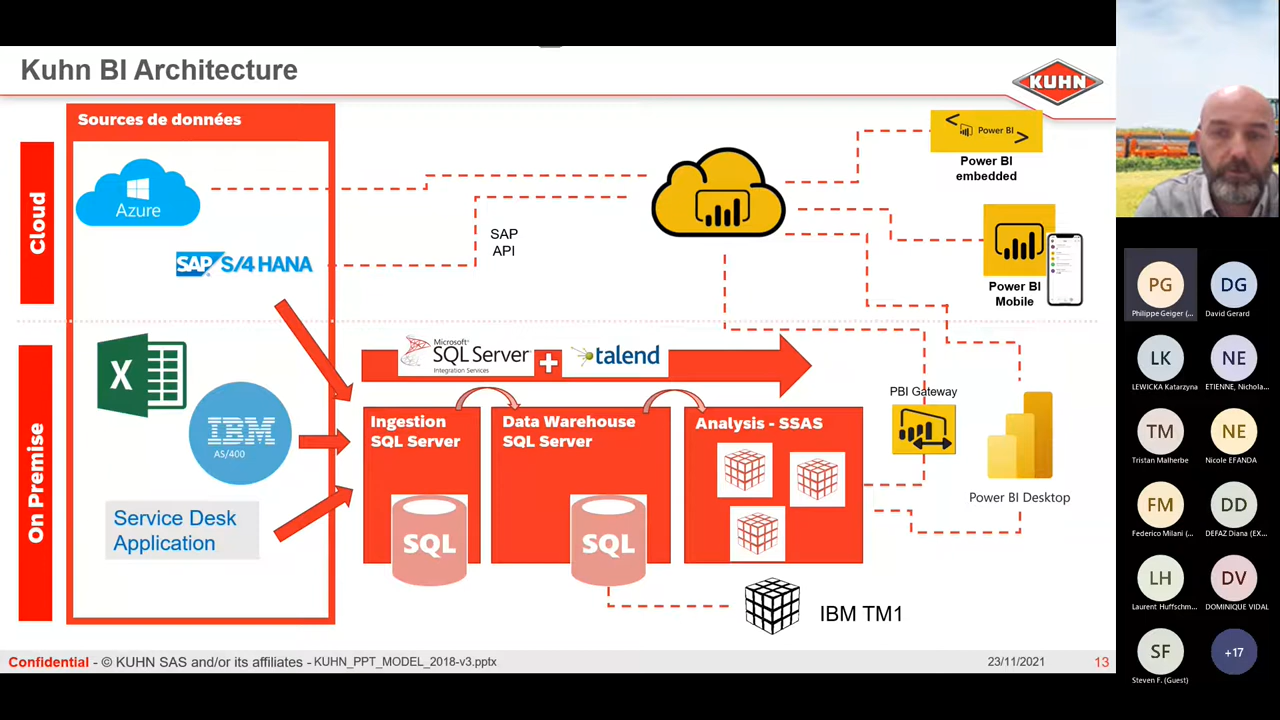 Kuhn BI Architecture
KUHN
Sources de données
Cloud
Azure
SAP S/4 HANA
SAP
API
< Power BI >
Power BI
embedded
Power BI
Mobile
On Premise
X
IBM
AS/400
Service Desk
Application
Microsoft
SQL Server
Integration Services
+
talend
Ingestion
SQL Server
SQL
Data Warehouse
SQL Server
SQL
Analysis - SSAS
PBI Gateway
Power BI Desktop
IBM TM1
Confidential - © KUHN SAS and/or its affiliates - KUHN_PPT_MODEL_2018-v3.pptx
23/11/2021
13
PG
Philippe Geiger (...
DG
David Gerard
LK
LEWICKA Katarzyna
NE
ETIENNE, Nichola...
TM
Tristan Malherbe
NE
Nicole EFANDA
FM
Federico Milani (...
DD
DEFAZ Diana (EX...
LH
Laurent Huffschm...
DV
DOMINIQUE VIDAL
SF
Steven F. (Guest)
+17